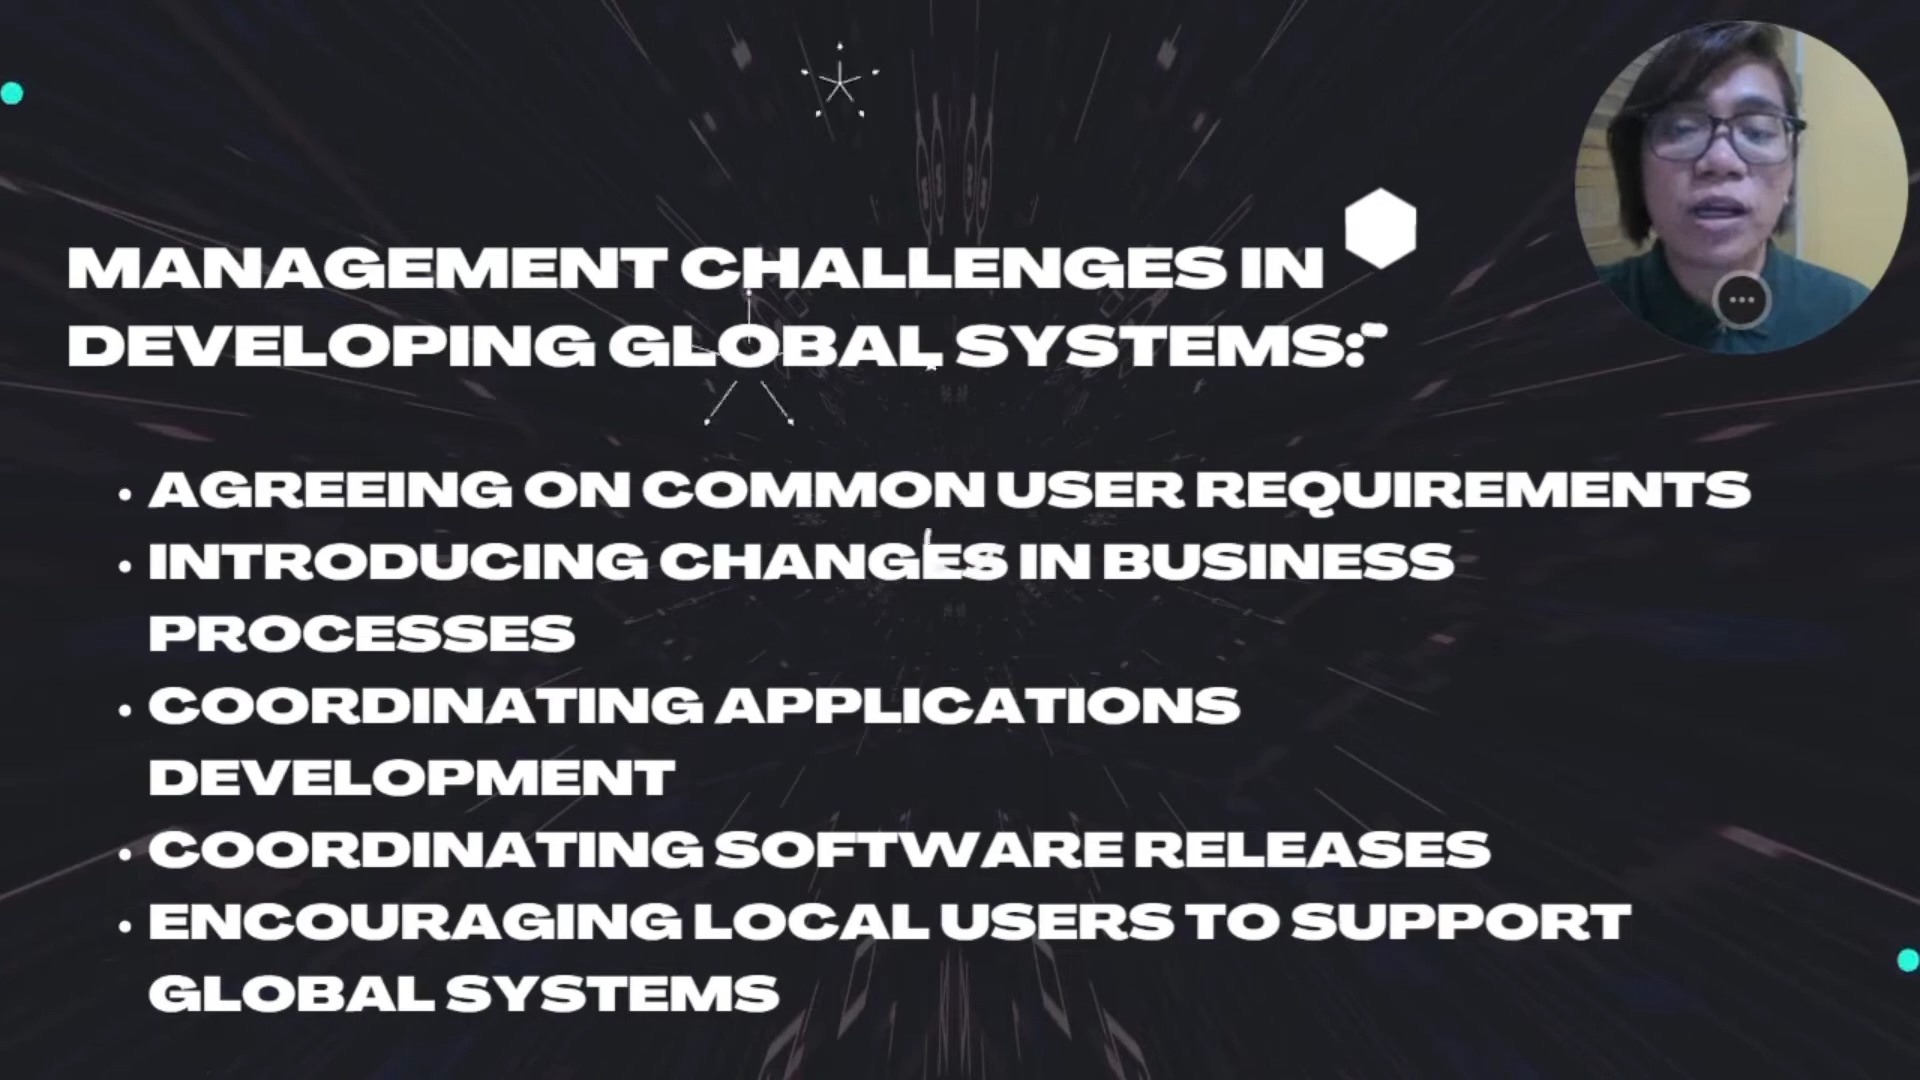 MANAGEMENT CHALLENGES IN
DEVELOPING GLOBAL SYSTEMS:
• AGREEING ON COMMON USER REQUIREMENTS
• INTRODUCING CHANGES IN BUSINESS
PROCESSES
• COORDINATING APPLICATIONS
DEVELOPMENT
• COORDINATING SOFTWARE RELEASES
• ENCOURAGING LOCAL USERS TO SUPPORT
GLOBAL SYSTEMS